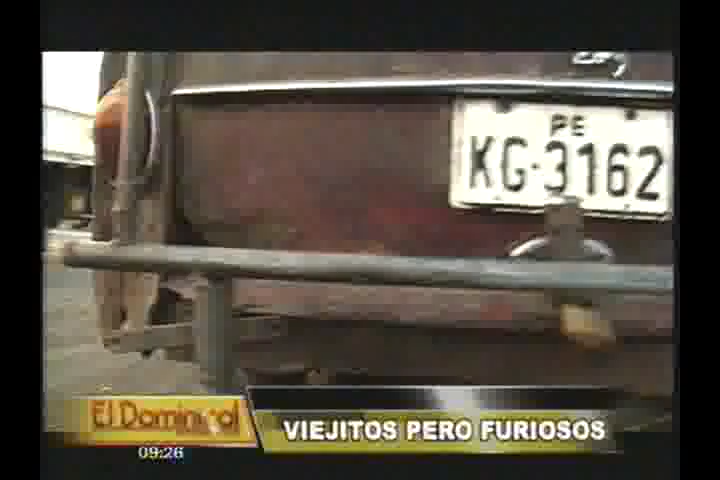 PE
KG-3162
El Dominical
VIEJITOS PERO FURIOSOS
09:26